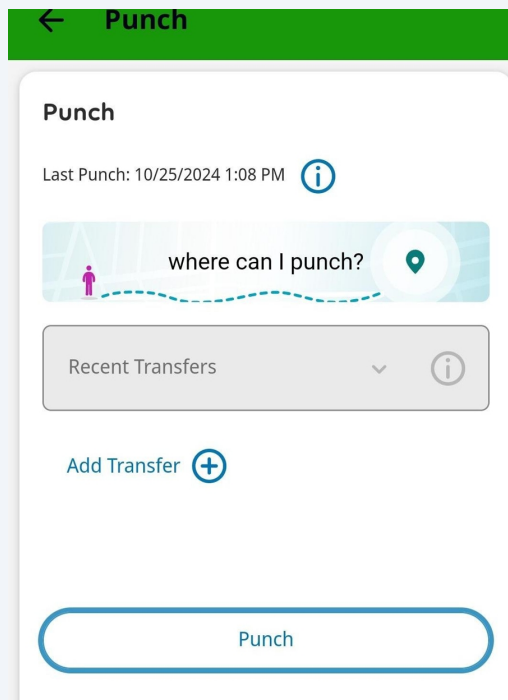 Punch
Punch
Last Punch: 10/25/2024 1:08 PM
where can I punch?
Recent Transfers
Add Transfer
Punch